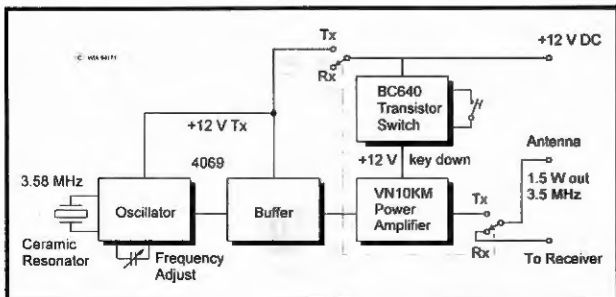 Tx
+12 V DC
Rx
BC640
Transistor
Switch
+12 V Tx
Antenna
4069
+12 V key down
1.5 W out
3.5 MHz
3.58 MHz
Oscillator
Buffer
VN10KM
Power
Amplifier
Tx
Ceramic
Resonator
Frequency
Adjust
Rx
To Receiver